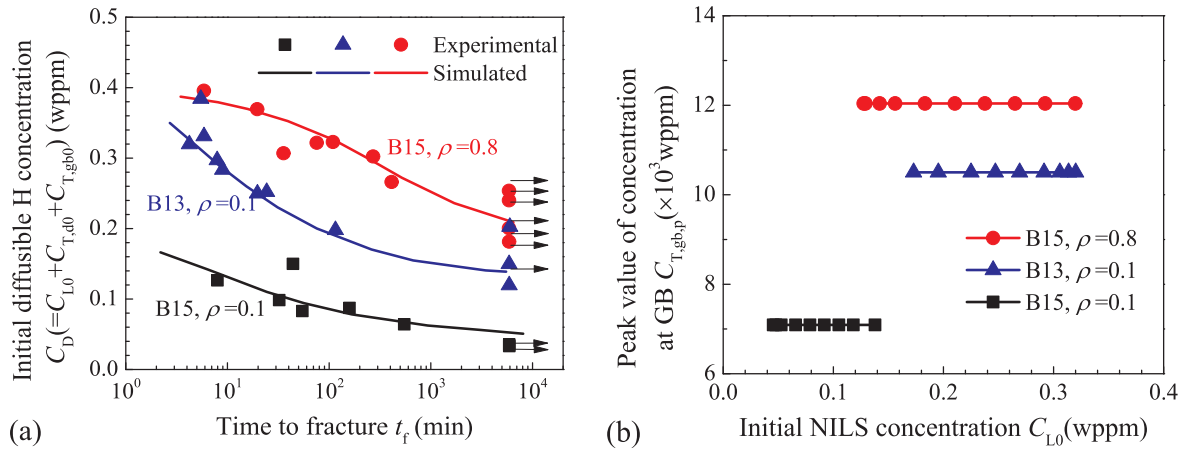 Initial diffusible H concentration
C_D(=C_L0+C_T,d0+C_T,gb0) (wppm)
0.5
0.4
0.3
0.2
0.1
0.0
Experimental
Simulated
B15, ρ=0.8
B13, ρ=0.1
B15, ρ=0.1
10^0
10^1
10^2
10^3
10^4
Time to fracture t_f (min)
(a)
Peak value of concentration
at GB C_T,gb,p(×10^3wppm)
14
12
10
8
6
B15, ρ=0.8
B13, ρ=0.1
B15, ρ=0.1
0.0
0.1
0.2
0.3
0.4
Initial NILS concentration C_L0(wppm)
(b)